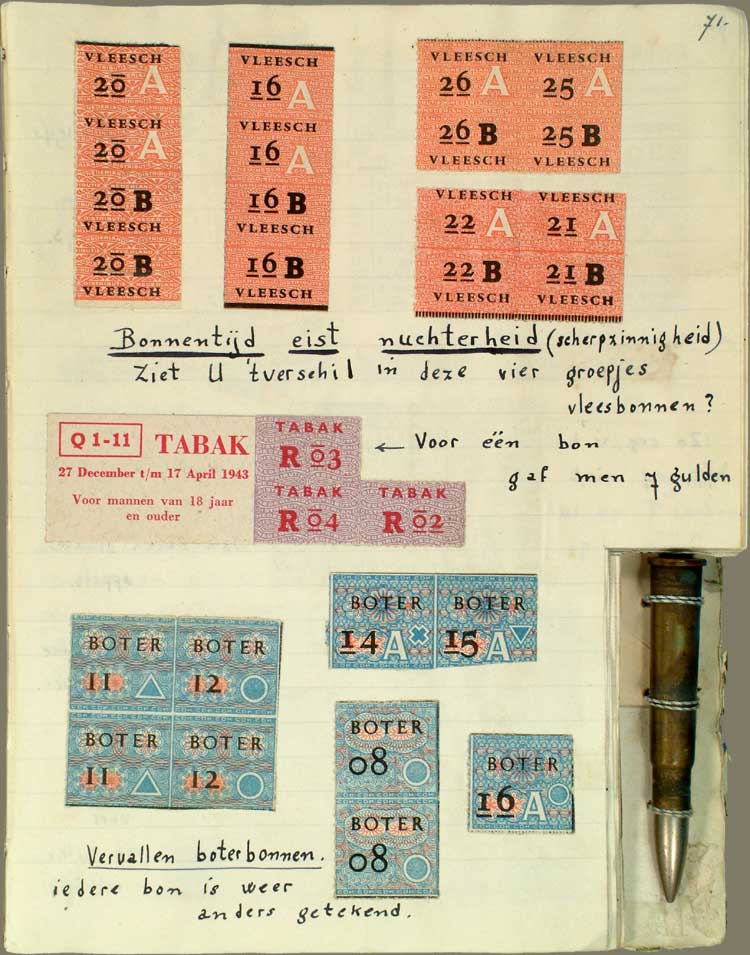 71.
VLEESCH
20 A
VLEESCH
20 A
20 B
VLEESCH
20 B
VLEESCH
VLEESCH
16 A
VLEESCH
16 A
16 B
VLEESCH
16 B
VLEESCH
VLEESCH VLEESCH
26 A 25 A
26 B 25 B
VLEESCH VLEESCH
VLEESCH VLEESCH
22 A 21 A
22 B 21 B
VLEESCH VLEESCH
Bonnentijd eist nuchterheid (scherpzinnigheid)
Ziet U 't verschil in deze vier groepjes
vleesbonnen?
Q 1-11 TABAK
27 December t/m 17 April 1943
Voor mannen van 18 jaar
en ouder
TABAK
R 03
TABAK TABAK
R 04 R 02
← Voor één bon
gaf men 7 gulden
BOTER BOTER
14 A 15 A
BOTER BOTER
11 12
BOTER BOTER
11 12
BOTER
08
BOTER
08
BOTER
16 A
Vervallen boterbonnen.
iedere bon is weer
anders getekend.